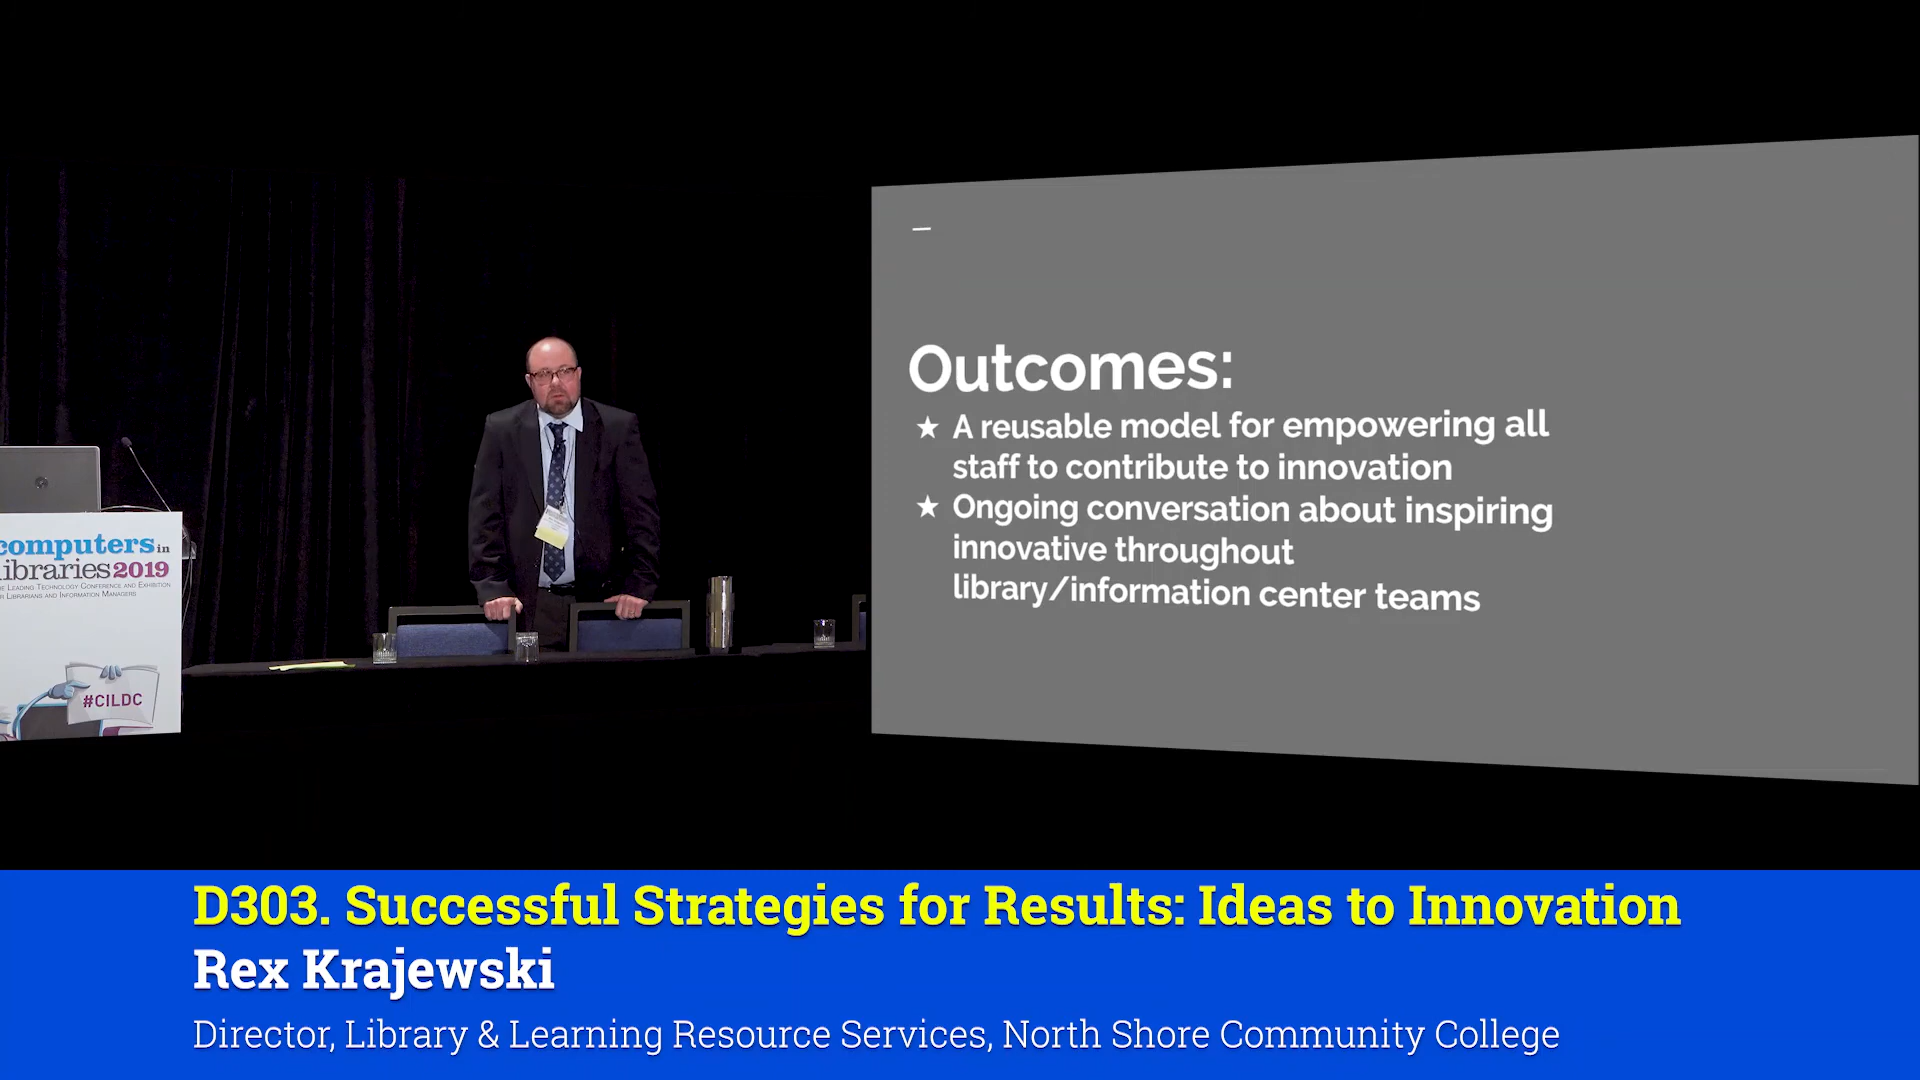 computers in
libraries 2019
#CILDC
Outcomes:
★ A reusable model for empowering all
staff to contribute to innovation
★ Ongoing conversation about inspiring
innovative throughout
library/information center teams
D303. Successful Strategies for Results: Ideas to Innovation
Rex Krajewski
Director, Library & Learning Resource Services, North Shore Community College